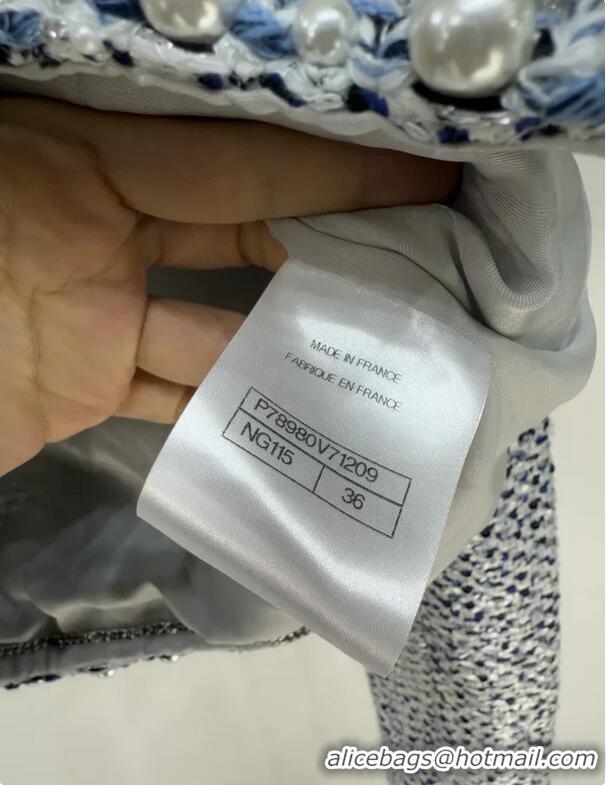 MADE IN FRANCE
FABRIQUE EN FRANCE
P78980V71209
NG115 36
alicebags@hotmail.com